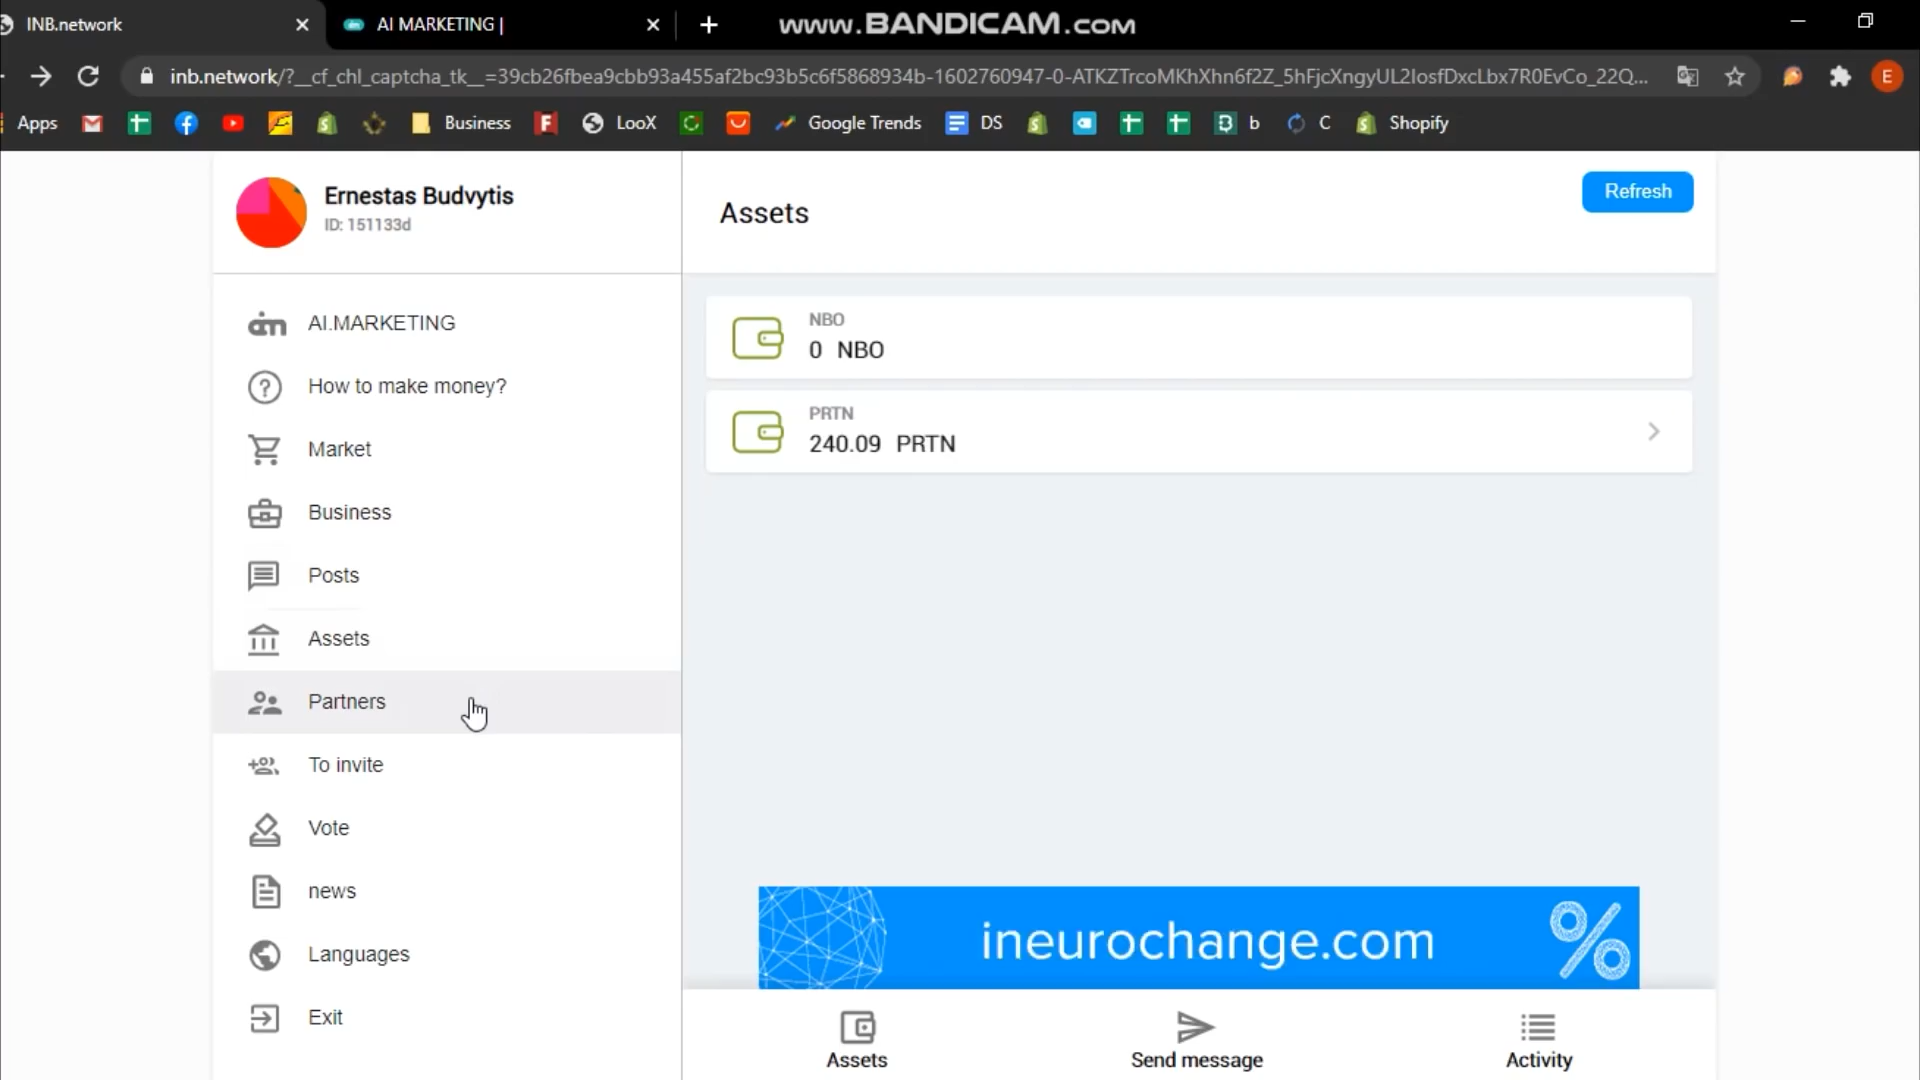 INB.network
AI MARKETING |
www.BANDICAM.com
inb.network/?__cf_chl_captcha_tk__=39cb26fbea9cbb93a455af2bc93b5c6f5868934b-1602760947-0-ATKZTrcoMKhXhn6f2Z_5hFjcXngyUL2IosfDxcLbx7R0EvCo_22Q...
E
Apps
Business
LooX
Google Trends
DS
b
C
Shopify
Ernestas Budvytis
ID: 151133d
AI.MARKETING
How to make money?
Market
Business
Posts
Assets
Partners
To invite
Vote
news
Languages
Exit
Assets
Refresh
NBO
0 NBO
PRTN
240.09 PRTN
ineurochange.com
%
Assets
Send message
Activity